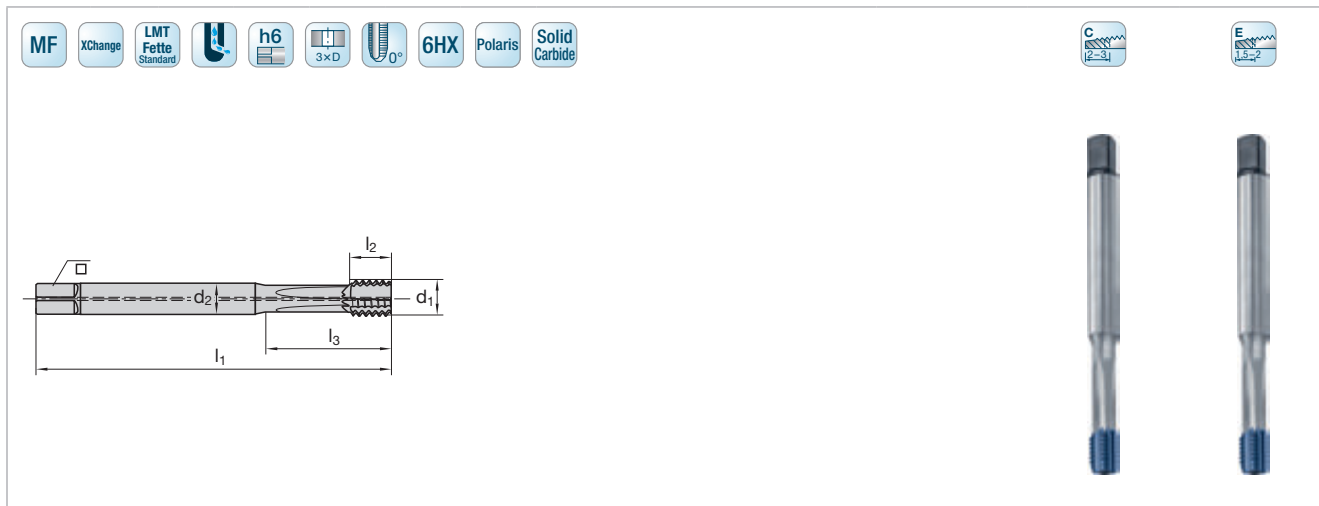 MF
XChange
LMT
Fette
Standard
h6
3×D
0°
6HX
Polaris
Solid
Carbide
C
2–3
E
1,5–2
l2
d2
d1
l3
l1